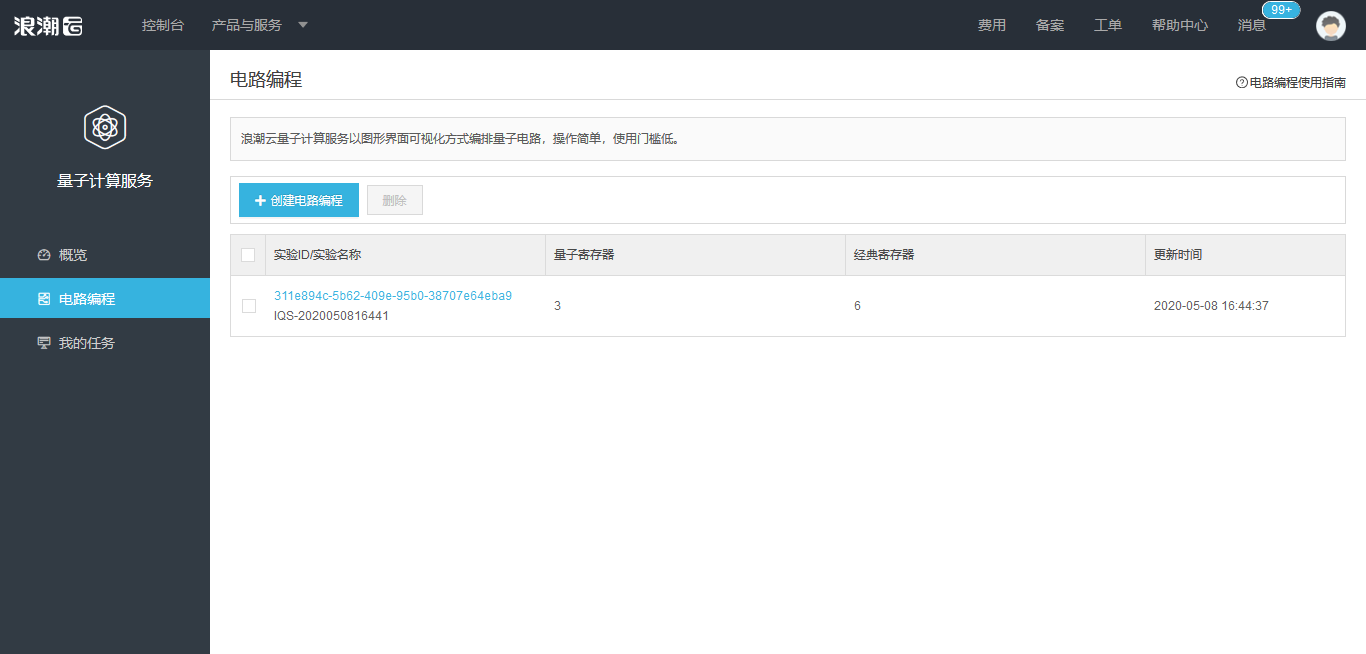 浪潮云
控制台 产品与服务 费用 备案 工单 帮助中心 消息 99+
量子计算服务
概览
电路编程
我的任务
电路编程
电路编程使用指南
浪潮云量子计算服务以图形界面可视化方式编排量子电路，操作简单，使用门槛低。
+ 创建电路编程 删除
实验ID/实验名称 量子寄存器 经典寄存器 更新时间
311e894c-5b62-409e-95b0-38707e64eba9
IQS-2020050816441 3 6 2020-05-08 16:44:37